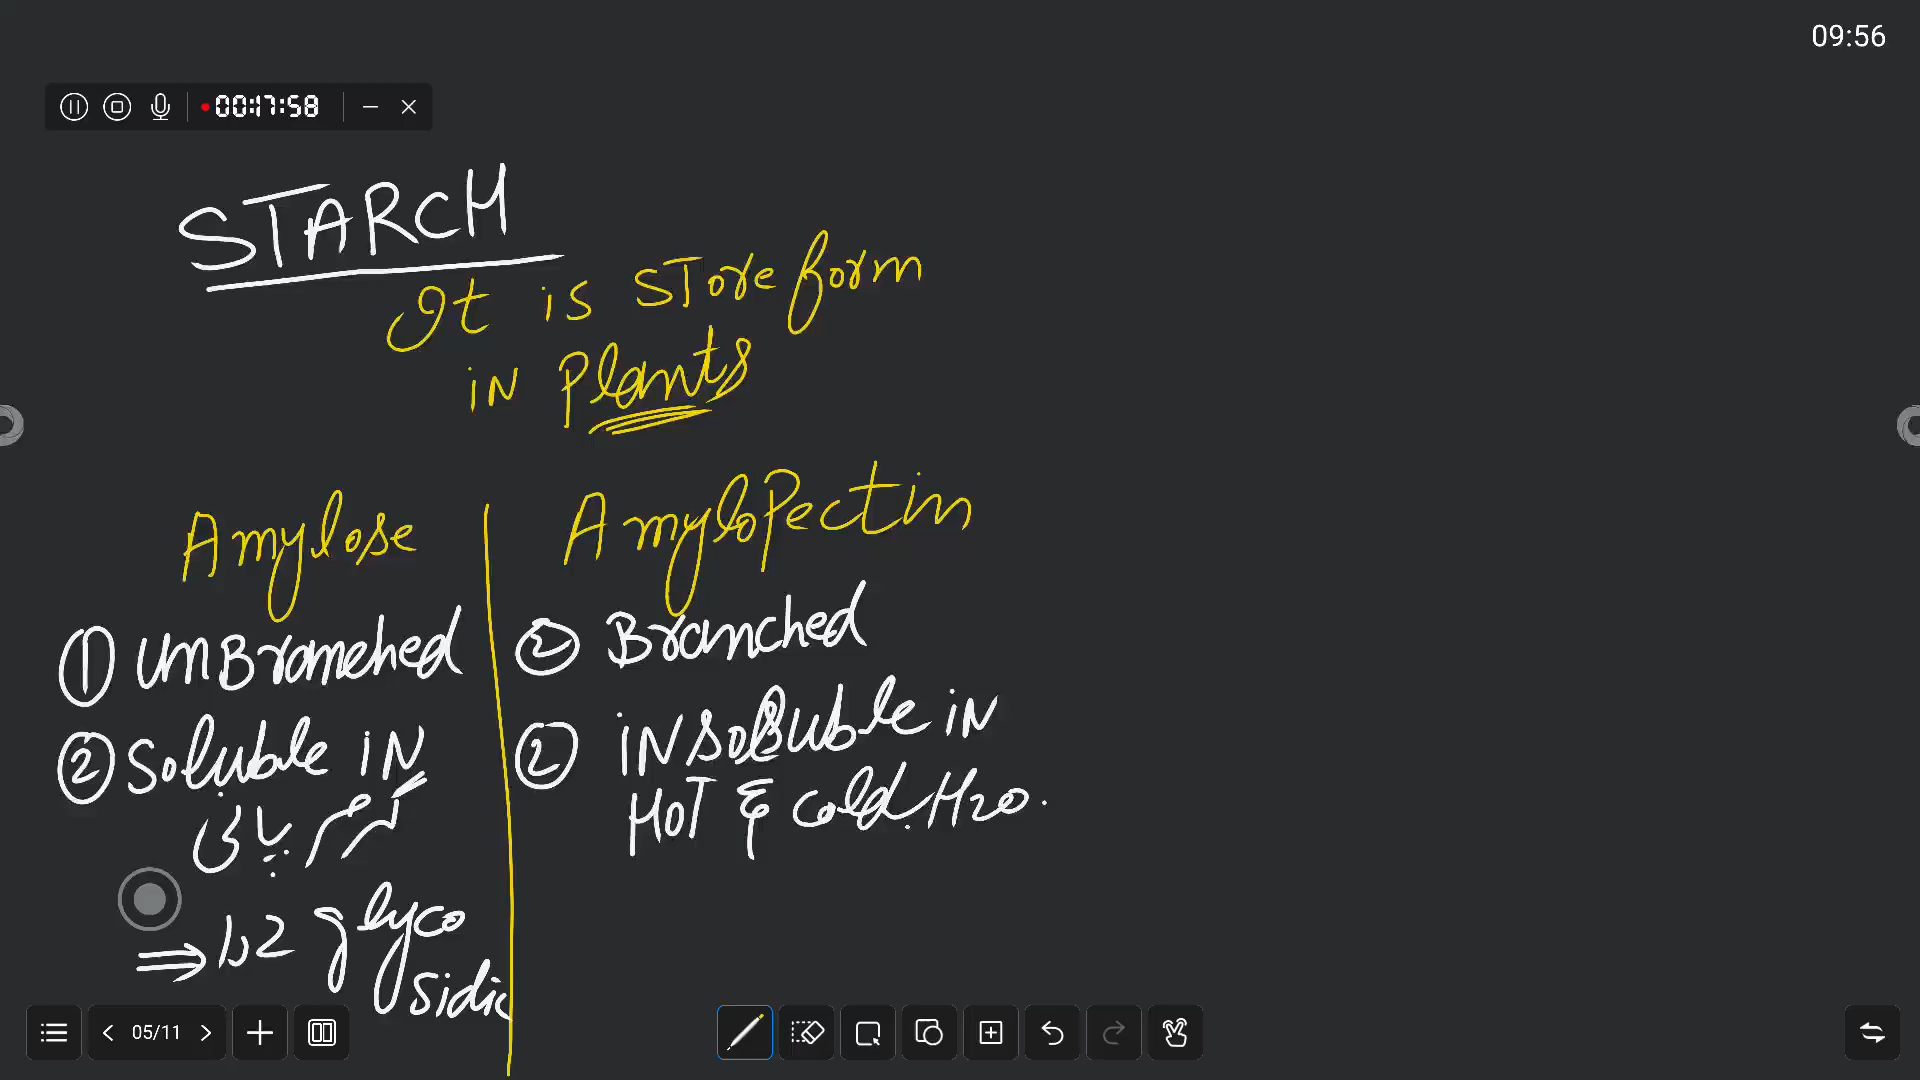 09:56
00:17:58
STARCH
It is store form
in Plants
Amylose
① UnBranched
② Soluble in
گرم پانی
⇒ 1,2 glyco
sidic
Amylopectin
② Branched
② insoluble in
HOT & cold H2O.
05/11